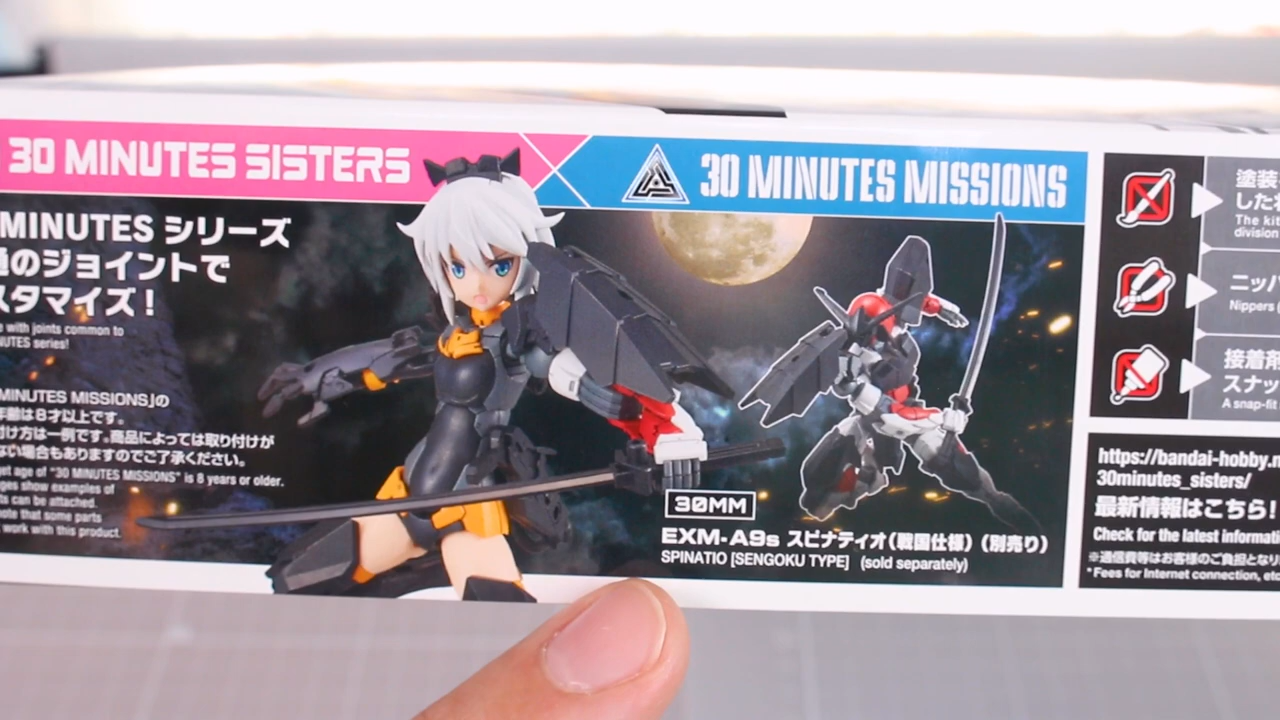 30 MINUTES SISTERS
30 MINUTES MISSIONS
MINUTES シリーズ
通のジョイントで
スタマイズ！
with joints common to
NUTES series!
MINUTES MISSIONS」の
年齢は8才以上です。
付け方は一例です。商品によっては取り付けが
ない場合もありますのでご了承ください。
get age of "30 MINUTES MISSIONS" is 8 years or older.
ges show examples of
ts can be attached.
note that some parts
work with this product.
30MM
EXM-A9s スピナティオ（戦国仕様）（別売り）
SPINATIO [SENGOKU TYPE] (sold separately)
塗装
した
The kit
division
ニッパ
Nippers
接着剤
スナッ
A snap-fit
https://bandai-hobby.n
30minutes_sisters/
最新情報はこちら！
Check for the latest informati
※通信費等はお客様のご負担となり
* Fees for Internet connection, etc